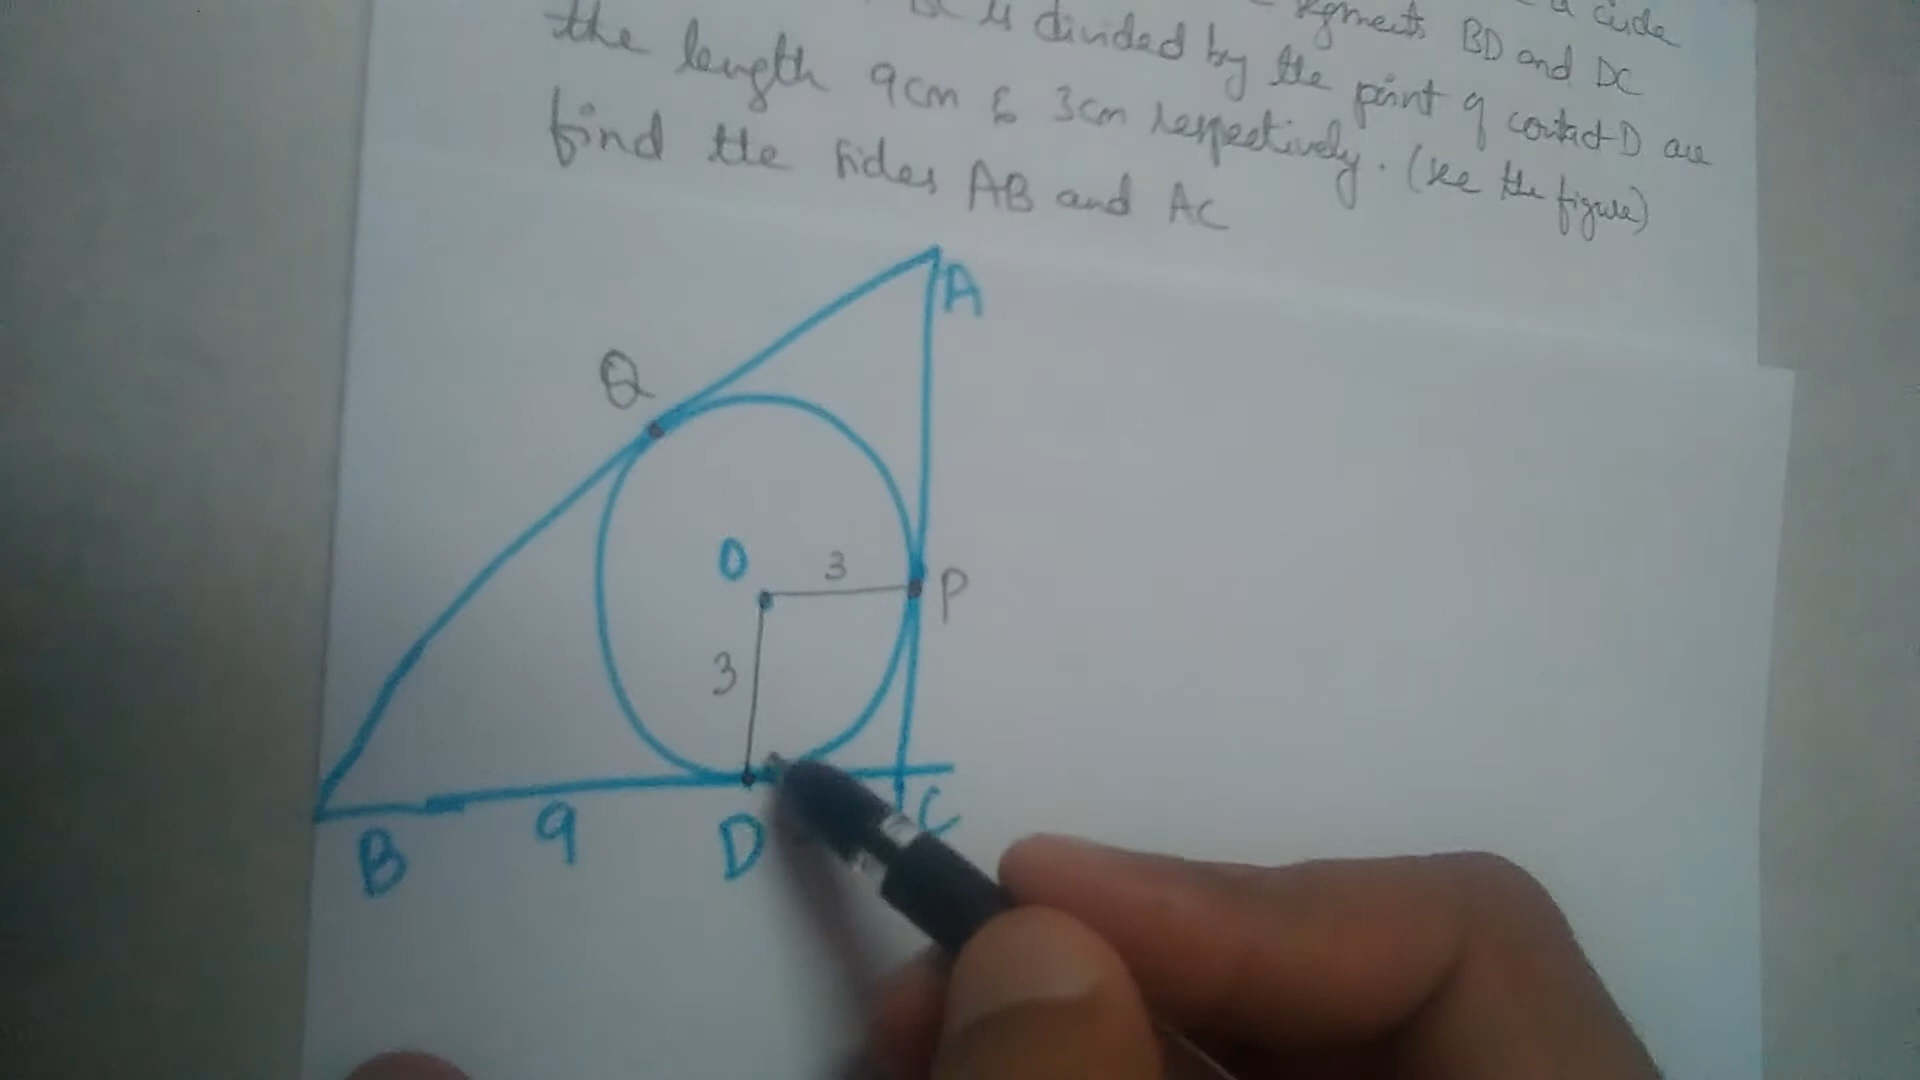 a circle
is divided by the segments BD and DC
the length 9cm & 3cm respectively. (see the figure)
point of contact D are
find the sides AB and AC
A
Q
O
3
P
3
B
9
D
C